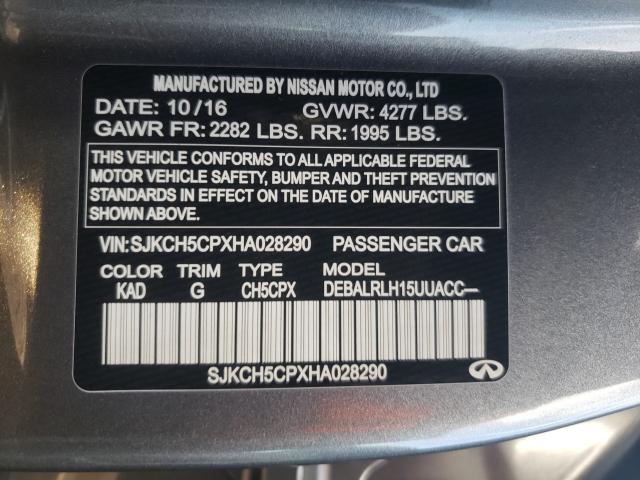 MANUFACTURED BY NISSAN MOTOR CO., LTD
DATE: 10/16 GVWR: 4277 LBS.
GAWR FR: 2282 LBS. RR: 1995 LBS.
THIS VEHICLE CONFORMS TO ALL APPLICABLE FEDERAL
MOTOR VEHICLE SAFETY, BUMPER AND THEFT PREVENTION
STANDARDS IN EFFECT ON THE DATE OF MANUFACTURE
SHOWN ABOVE.
VIN: SJKCH5CPXHA028290 PASSENGER CAR
COLOR TRIM TYPE MODEL
KAD G CH5CPX DEBALRLH15UUACC—
SJKCH5CPXHA028290